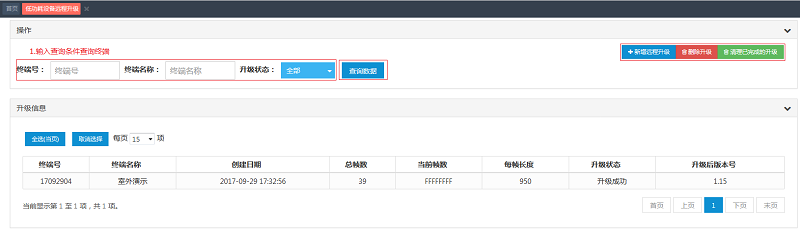 首页 低功耗设备远程升级
操作
1.输入查询条件查询终端
新增远程升级 删除升级 清理已完成的升级
终端号： 终端号 终端名称： 终端名称 升级状态： 全部 查询数据
升级信息
全选(当页) 取消选择 每页 15 项
终端号 终端名称 创建日期 总帧数 当前帧数 每帧长度 升级状态 升级后版本号
17092904 室外演示 2017-09-29 17:32:56 39 FFFFFFFF 950 升级成功 1.15
当前显示第 1 至 1 项，共 1 项。
首页 上页 1 下页 末页